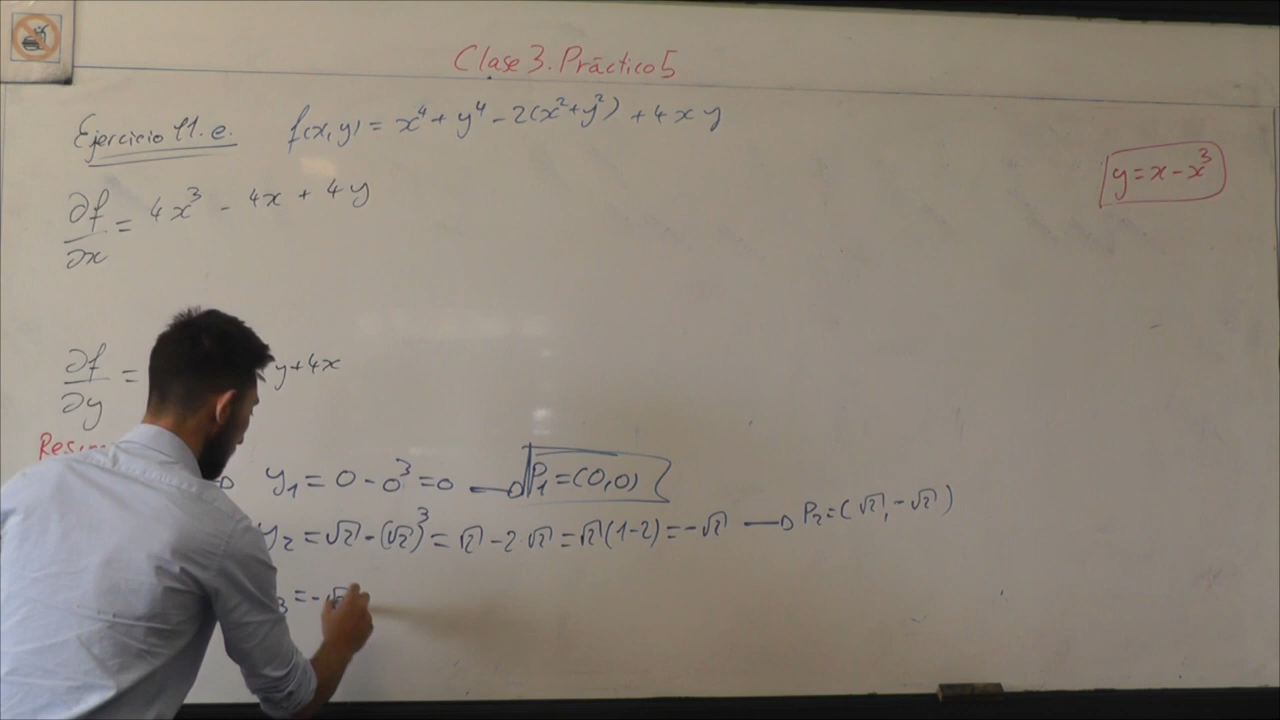 Clase 3. Práctico 5
Ejercicio 11.e. f(x,y) = x⁴ + y⁴ - 2(x²+y²) + 4xy
y = x - x³
∂f/∂x = 4x³ - 4x + 4y
∂f/∂y = y+4x
y₁ = 0 - 0³ = 0 → P₁ = (0,0)
y₂ = √2 - (√2)³ = √2 - 2·√2 = √2(1-2) = -√2 → P₂ = (√2, -√2)
₃ = -√2